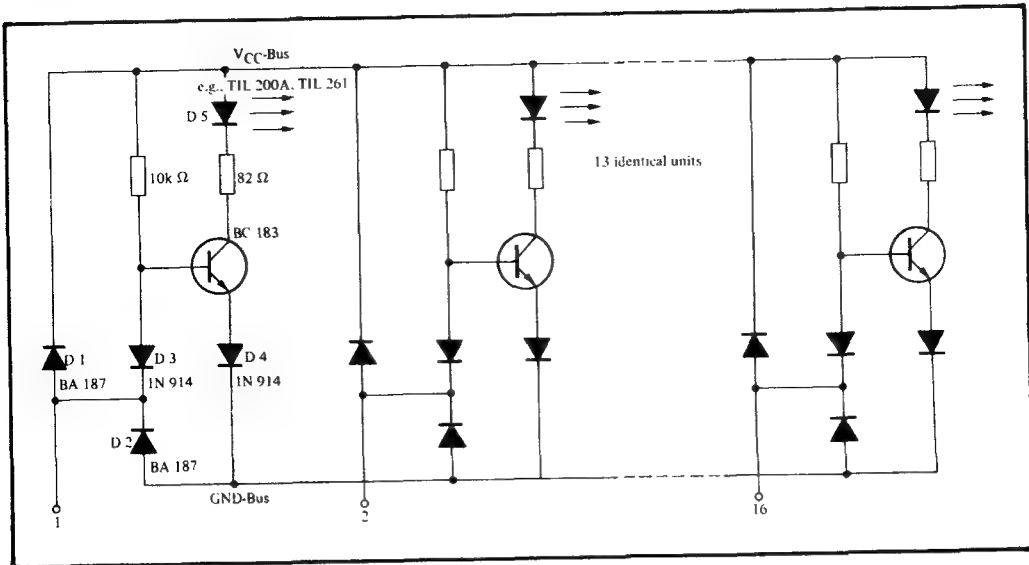 VCC-Bus
e.g., TIL 200A, TIL 261
D 5
10k Ω
82 Ω
13 identical units
BC 183
D 1
BA 187
D 3
1N 914
D 4
1N 914
D 2
BA 187
GND-Bus
1
2
16